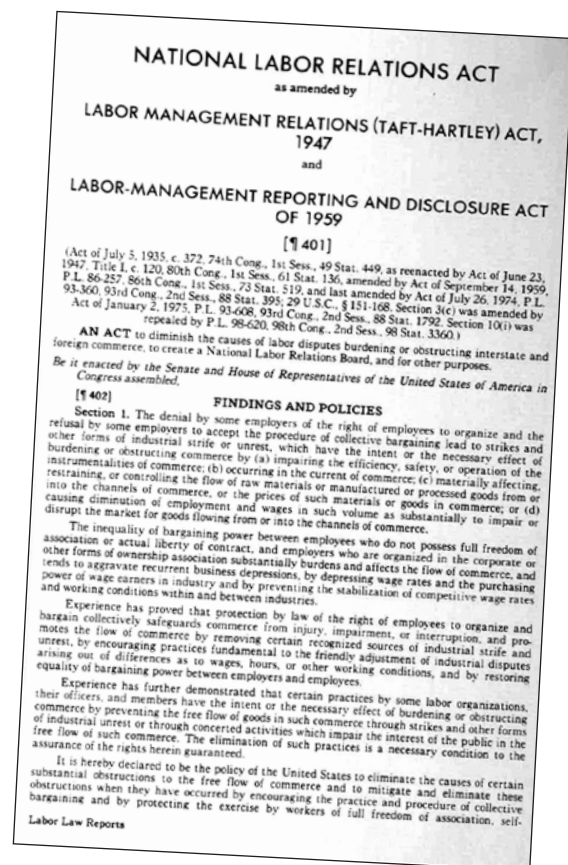 NATIONAL LABOR RELATIONS ACT
as amended by
LABOR MANAGEMENT RELATIONS (TAFT-HARTLEY) ACT,
1947
and
LABOR-MANAGEMENT REPORTING AND DISCLOSURE ACT
OF 1959
[¶ 401]
(Act of July 5, 1935, c. 372, 74th Cong., 1st Sess., 49 Stat. 449, as reenacted by Act of June 23,
1947, Title I, c. 120, 80th Cong., 1st Sess., 61 Stat. 136, amended by Act of September 14, 1959,
P.L. 86-257, 86th Cong., 1st Sess., 73 Stat. 519, and last amended by Act of July 26, 1974, P.L.
93-360, 93rd Cong., 2nd Sess., 88 Stat. 395; 29 U.S.C., § 151-168. Section 3(c) was amended by
Act of January 2, 1975, P.L. 93-608, 93rd Cong., 2nd Sess., 88 Stat. 1792. Section 10(i) was
repealed by P.L. 98-620, 98th Cong., 2nd Sess., 98 Stat. 3360.)
AN ACT to diminish the causes of labor disputes burdening or obstructing interstate and
foreign commerce, to create a National Labor Relations Board, and for other purposes.
Be it enacted by the Senate and House of Representatives of the United States of America in
Congress assembled,
[¶ 402] FINDINGS AND POLICIES
Section 1. The denial by some employers of the right of employees to organize and the
refusal by some employers to accept the procedure of collective bargaining lead to strikes and
other forms of industrial strife or unrest, which have the intent or the necessary effect of
burdening or obstructing commerce by (a) impairing the efficiency, safety, or operation of the
instrumentalities of commerce; (b) occurring in the current of commerce; (c) materially affecting,
restraining, or controlling the flow of raw materials or manufactured or processed goods from or
into the channels of commerce, or the prices of such materials or goods in commerce; or (d)
causing diminution of employment and wages in such volume as substantially to impair or
disrupt the market for goods flowing from or into the channels of commerce.
The inequality of bargaining power between employees who do not possess full freedom of
association or actual liberty of contract, and employers who are organized in the corporate or
other forms of ownership association substantially burdens and affects the flow of commerce, and
tends to aggravate recurrent business depressions, by depressing wage rates and the purchasing
power of wage earners in industry and by preventing the stabilization of competitive wage rates
and working conditions within and between industries.
Experience has proved that protection by law of the right of employees to organize and
bargain collectively safeguards commerce from injury, impairment, or interruption, and pro-
motes the flow of commerce by removing certain recognized sources of industrial strife and
unrest, by encouraging practices fundamental to the friendly adjustment of industrial disputes
arising out of differences as to wages, hours, or other working conditions, and by restoring
equality of bargaining power between employers and employees.
Experience has further demonstrated that certain practices by some labor organizations,
their officers, and members have the intent or the necessary effect of burdening or obstructing
commerce by preventing the free flow of goods in such commerce through strikes and other forms
of industrial unrest or through concerted activities which impair the interest of the public in the
free flow of such commerce. The elimination of such practices is a necessary condition to the
assurance of the rights herein guaranteed.
It is hereby declared to be the policy of the United States to eliminate the causes of certain
substantial obstructions to the free flow of commerce and to mitigate and eliminate these
obstructions when they have occurred by encouraging the practice and procedure of collective
bargaining and by protecting the exercise by workers of full freedom of association, self-
Labor Law Reports